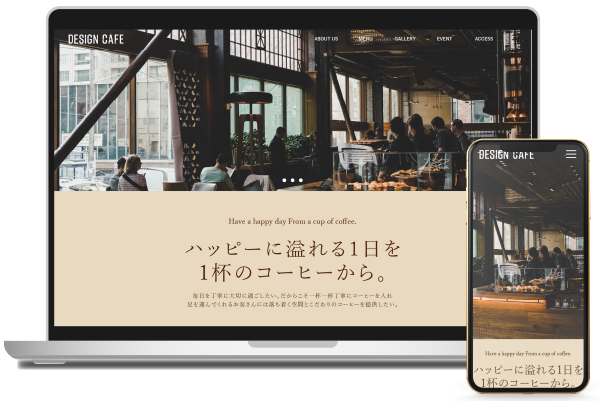 DESIGN CAFE
ABOUT US
MENU
GALLERY
EVENT
ACCESS
Have a happy day From a cup of coffee.
ハッピーに溢れる1日を
1杯のコーヒーから。
毎日を丁寧に大切に過ごしたい。だからこそ一杯一杯丁寧にコーヒーを入れ
足を運んでくれるお客さんには落ち着く空間とこだわりのコーヒーを提供したい。
DESIGN CAFE
Have a happy day From a cup of coffee.
ハッピーに溢れる1日を
1杯のコーヒーから。